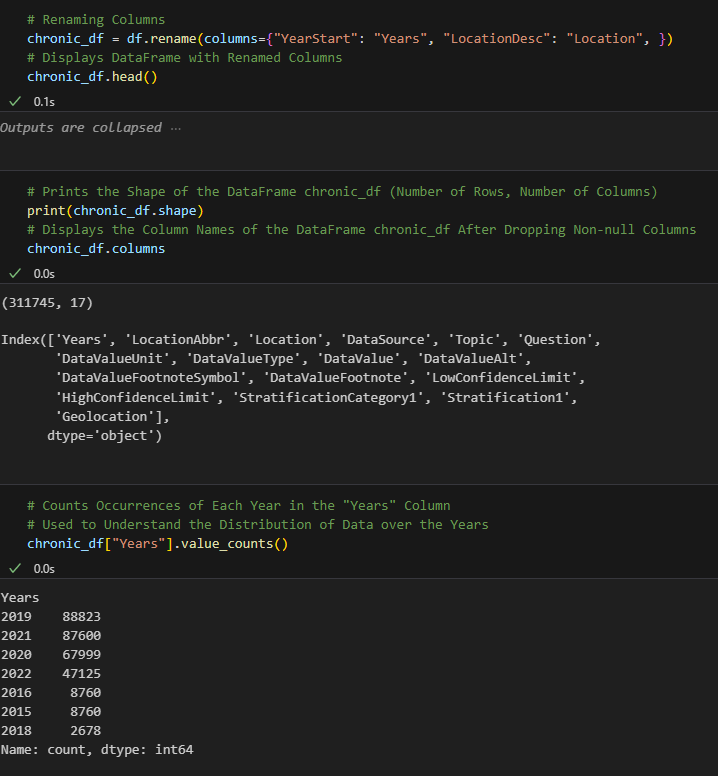 # Renaming Columns
chronic_df = df.rename(columns={"YearStart": "Years", "LocationDesc": "Location", })
# Displays DataFrame with Renamed Columns
chronic_df.head()
0.1s
Outputs are collapsed ...
# Prints the Shape of the DataFrame chronic_df (Number of Rows, Number of Columns)
print(chronic_df.shape)
# Displays the Column Names of the DataFrame chronic_df After Dropping Non-null Columns
chronic_df.columns
0.0s
(311745, 17)
Index(['Years', 'LocationAbbr', 'Location', 'DataSource', 'Topic', 'Question',
'DataValueUnit', 'DataValueType', 'DataValue', 'DataValueAlt',
'DataValueFootnoteSymbol', 'DataValueFootnote', 'LowConfidenceLimit',
'HighConfidenceLimit', 'StratificationCategory1', 'Stratification1',
'Geolocation'],
dtype='object')
# Counts Occurrences of Each Year in the "Years" Column
# Used to Understand the Distribution of Data over the Years
chronic_df["Years"].value_counts()
0.0s
Years
2019    88823
2021    87600
2020    67999
2022    47125
2016     8760
2015     8760
2018     2678
Name: count, dtype: int64